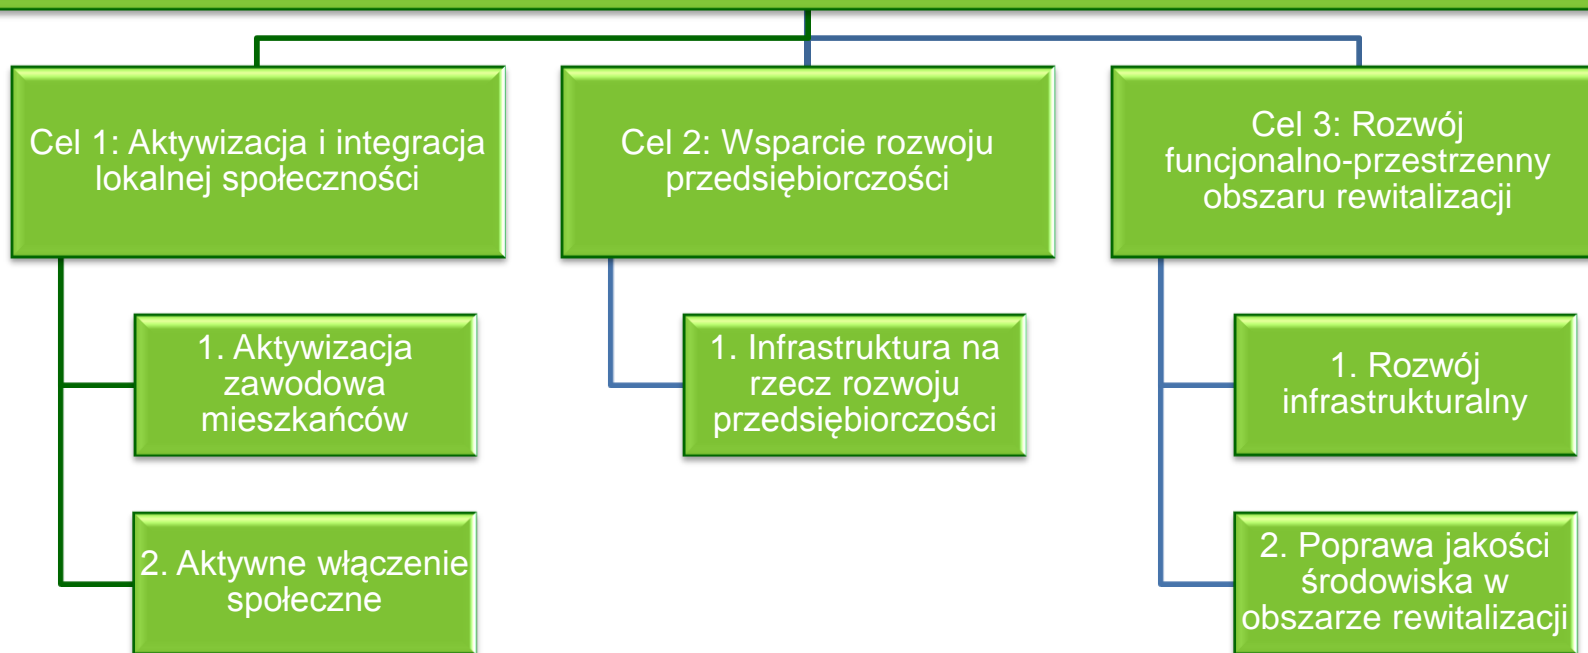 Cel 1: Aktywizacja i integracja
lokalnej społeczności
Cel 2: Wsparcie rozwoju
przedsiębiorczości
Cel 3: Rozwój
funcjonalno-przestrzenny
obszaru rewitalizacji
1. Aktywizacja
zawodowa
mieszkańców
1. Infrastruktura na
rzecz rozwoju
przedsiębiorczości
1. Rozwój
infrastrukturalny
2. Aktywne włączenie
społeczne
2. Poprawa jakości
środowiska w
obszarze rewitalizacji